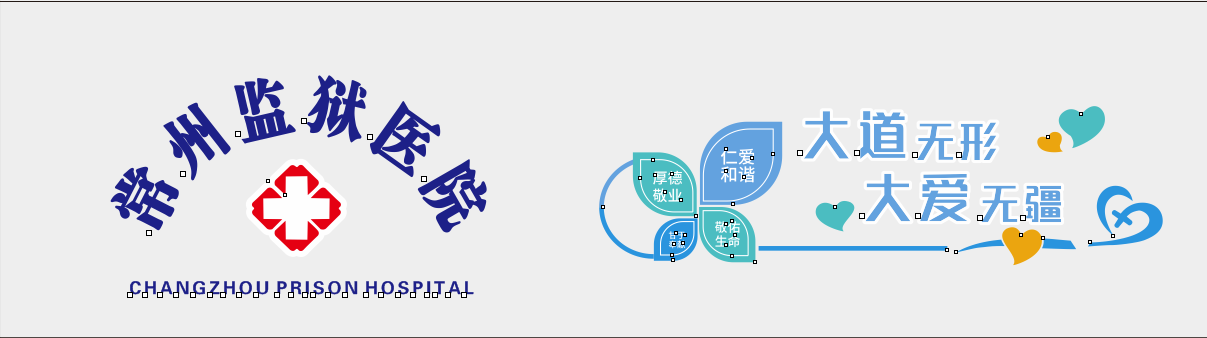 常州监狱医院
CHANGZHOU PRISON HOSPITAL
仁爱
和谐
厚德
敬业
敬佑
生命
大道无形
大爱无疆